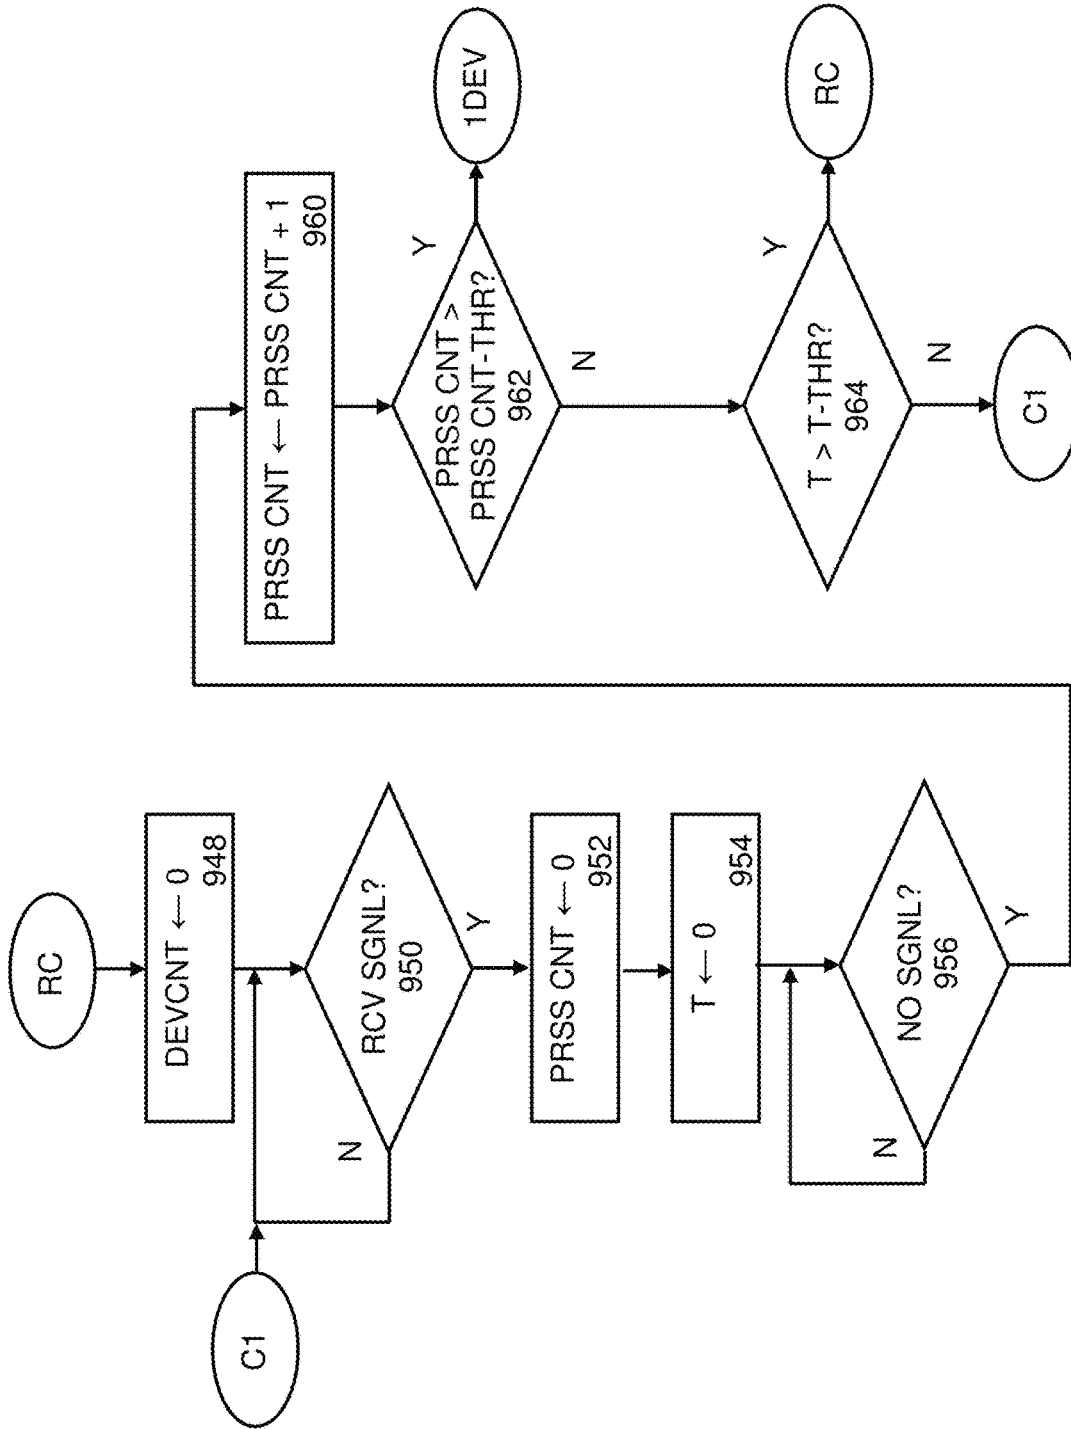 RC
DEVCNT ← 0
948
C1
RCV SGNL?
950
N
Y
PRSS CNT ← 0
952
T ← 0
954
NO SGNL?
956
N
Y
PRSS CNT ← PRSS CNT + 1
960
PRSS CNT >
PRSS CNT-THR?
962
Y
1DEV
N
T > T-THR?
964
Y
RC
N
C1